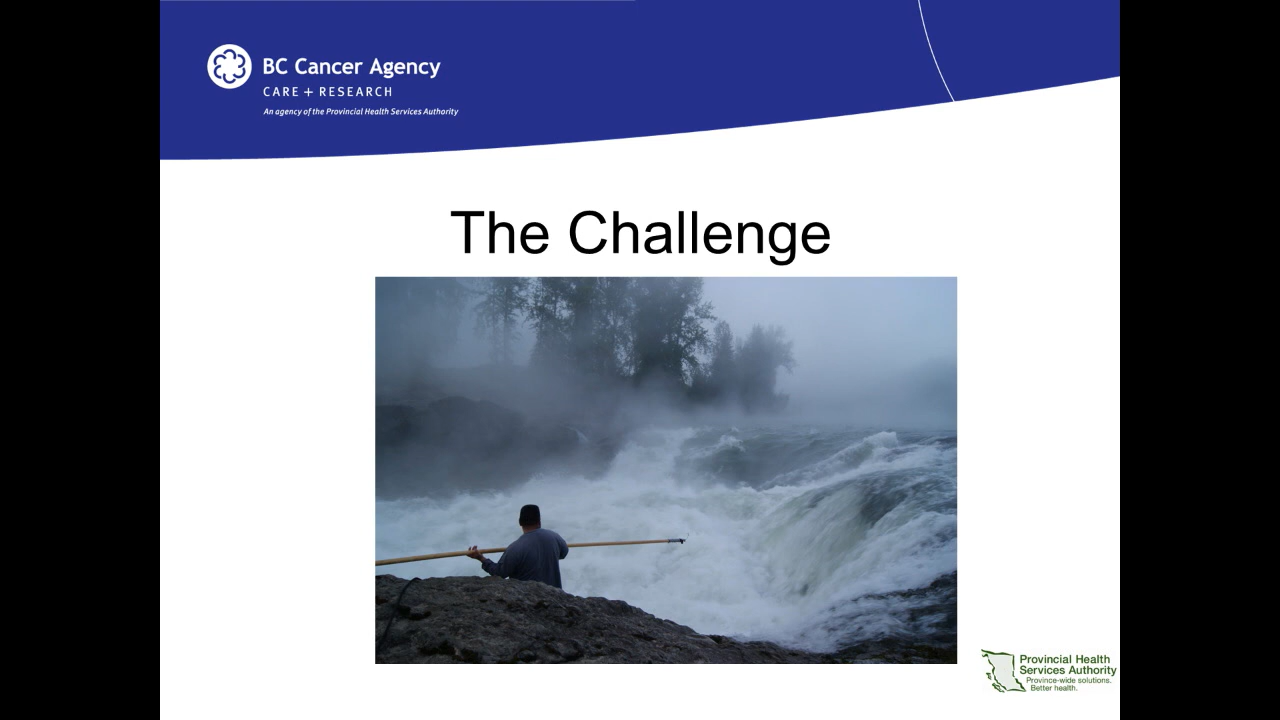 BC Cancer Agency
CARE + RESEARCH
An agency of the Provincial Health Services Authority
The Challenge
Provincial Health
Services Authority
Province-wide solutions.
Better health.